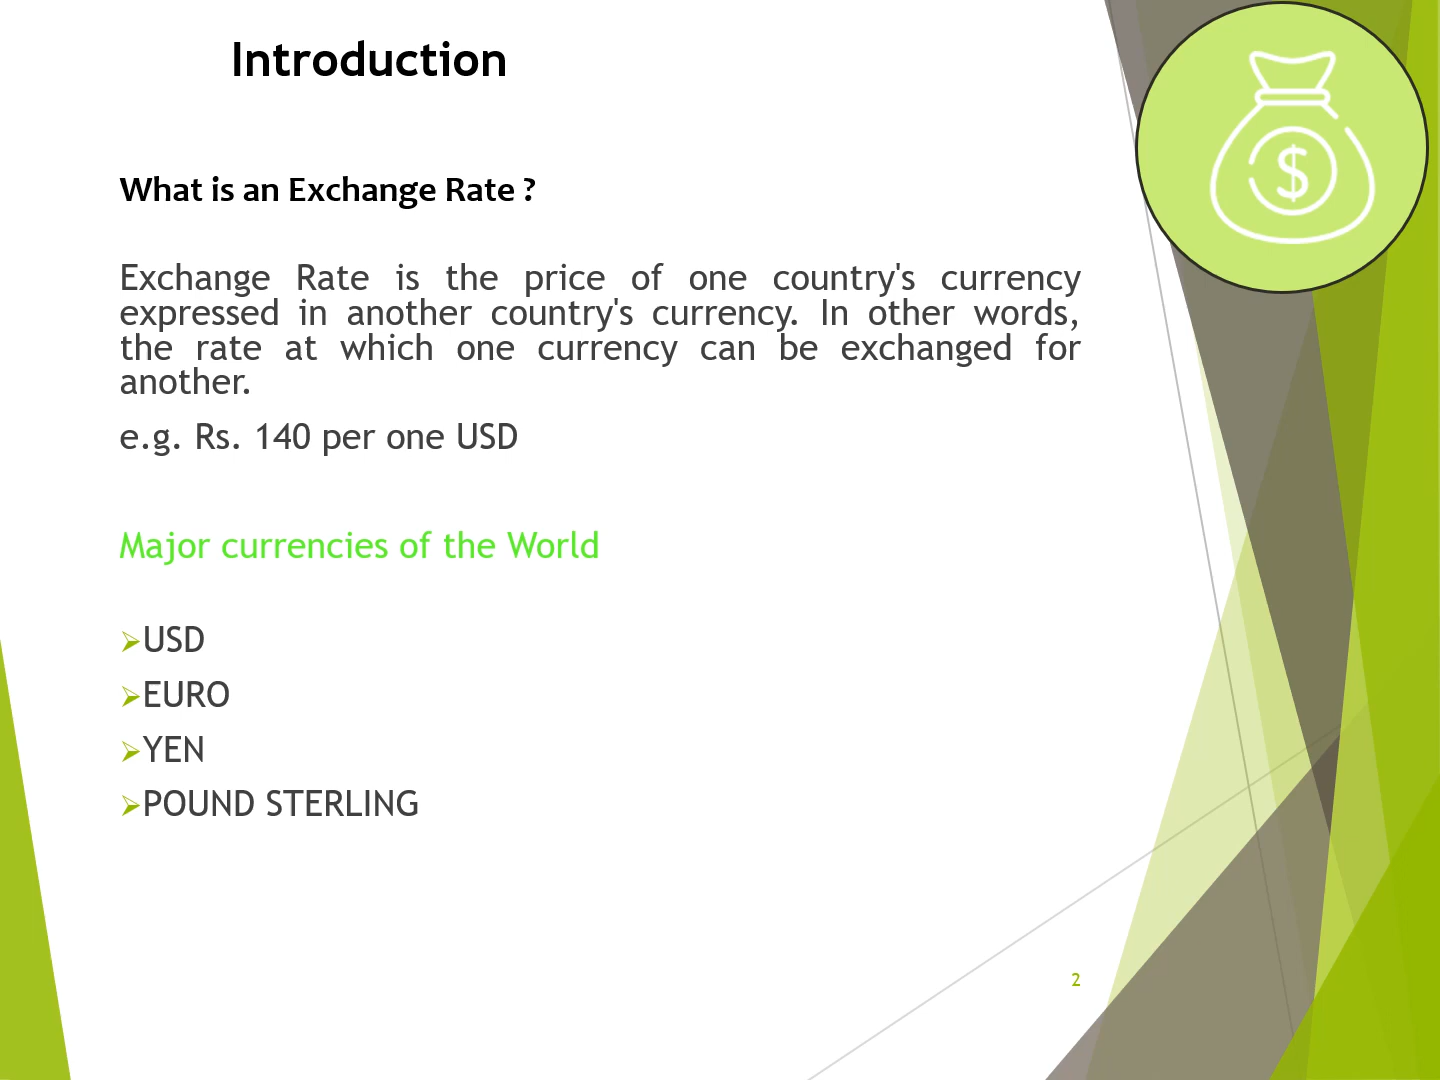 Introduction
What is an Exchange Rate ?
Exchange Rate is the price of one country's currency
expressed in another country's currency. In other words,
the rate at which one currency can be exchanged for
another.
e.g. Rs. 140 per one USD
Major currencies of the World
➢USD
➢EURO
➢YEN
➢POUND STERLING
$
2